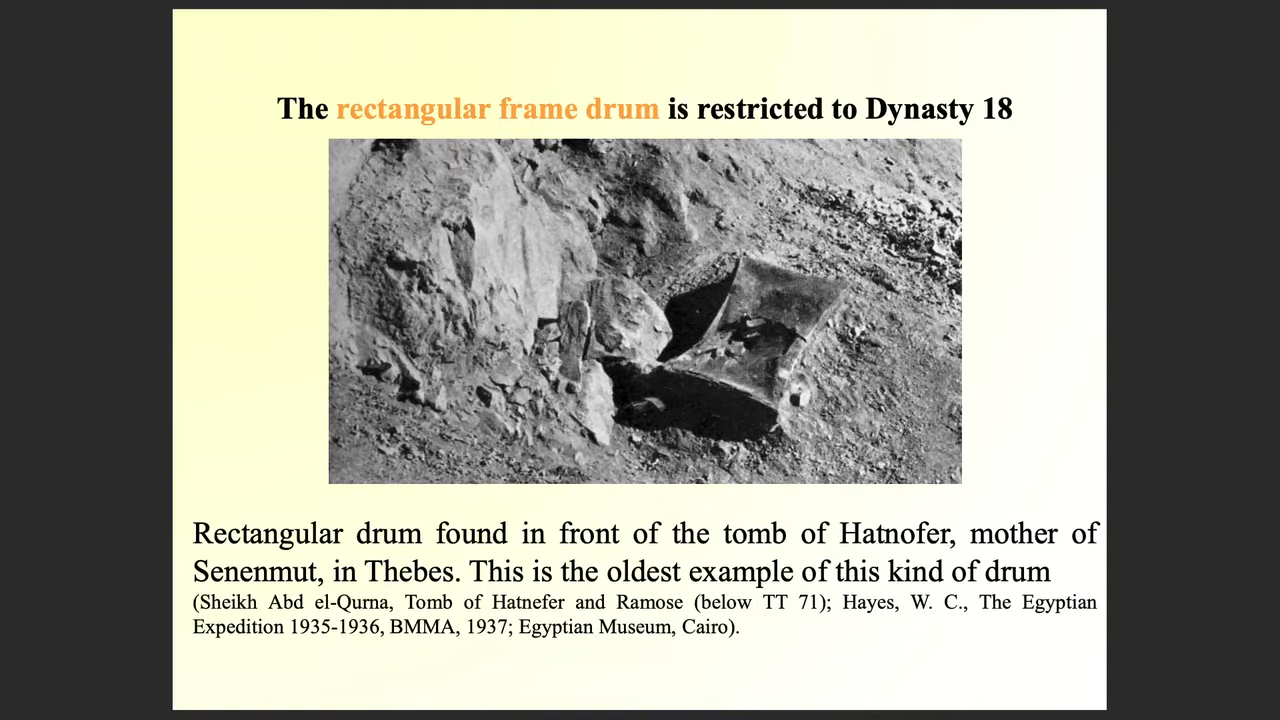 The rectangular frame drum is restricted to Dynasty 18
Rectangular drum found in front of the tomb of Hatnofer, mother of
Senenmut, in Thebes. This is the oldest example of this kind of drum
(Sheikh Abd el-Qurna, Tomb of Hatnefer and Ramose (below TT 71); Hayes, W. C., The Egyptian
Expedition 1935-1936, BMMA, 1937; Egyptian Museum, Cairo).